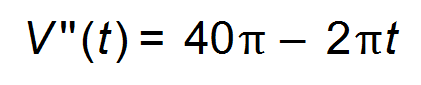 V"(t) = 40π – 2πt